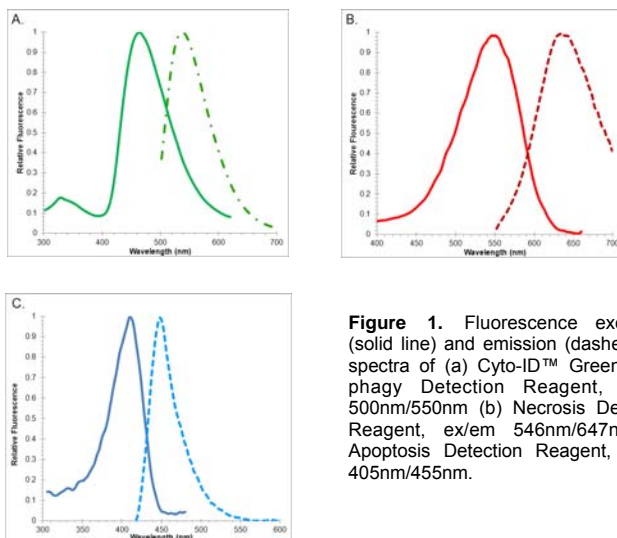 A.
1
0.9
0.8
0.7
0.6
0.5
0.4
0.3
0.2
0.1
0
Relative Fluorescence
300 400 500 600 700
Wavelength (nm)
B.
1
0.9
0.8
0.7
0.6
0.5
0.4
0.3
0.2
0.1
0
Relative Fluorescence
400 450 500 550 600 650 700
Wavelength (nm)
C.
1
0.9
0.8
0.7
0.6
0.5
0.4
0.3
0.2
0.1
0
Relative Fluorescence
300 350 400 450 500 550 600
Wavelength (nm)
Figure 1. Fluorescence
(solid line) and emission
spectra of (a) Cyto-ID™ Green
phagy Detection Reagent,
500nm/550nm (b) Necrosis
Reagent, ex/em
Apoptosis Detection Reagent,
405nm/455nm.